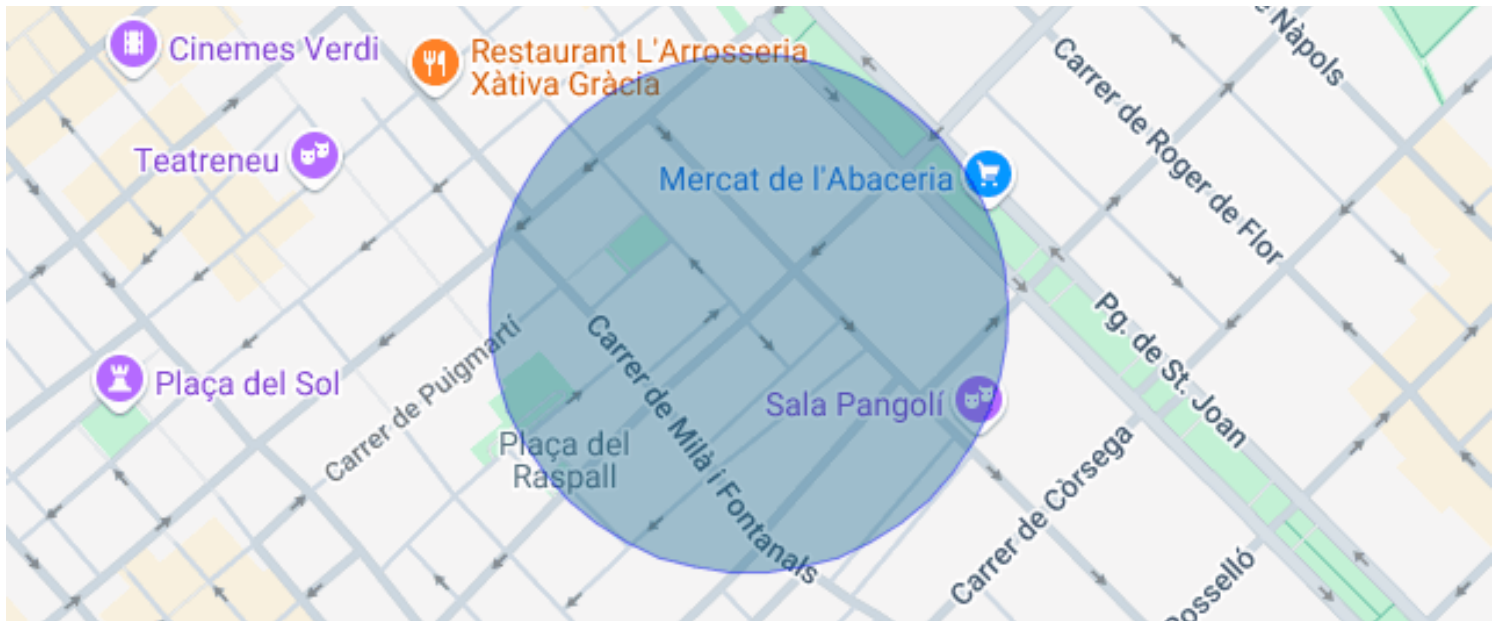 Cinemes Verdi
Restaurant L'Arrosseria
Xàtiva Gràcia
de Nàpols
Carrer de Roger de Flor
Teatreneu
Mercat de l'Abaceria
Pg. de St. Joan
Carrer de Puigmartí
Carrer de Milà i Fontanals
Plaça del Sol
Sala Pangolí
Plaça del
Raspall
Carrer de Còrsega